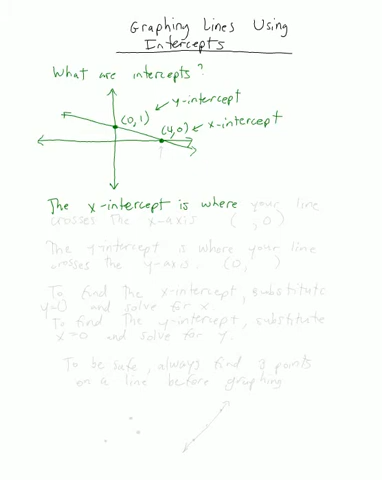 Graphing Lines Using
Intercepts
What are intercepts?
y-intercept
(0,1)
(4,0) x-intercept
The x-intercept is where your line
crosses the x-axis ( ,0)
The y-intercept is where your line
crosses the y-axis. (0, )
To find the x-intercept, substitute
y=0 and solve for x.
To find the y-intercept, substitute
x=0 and solve for y.
To be safe, always find 3 points
on a line before graphing